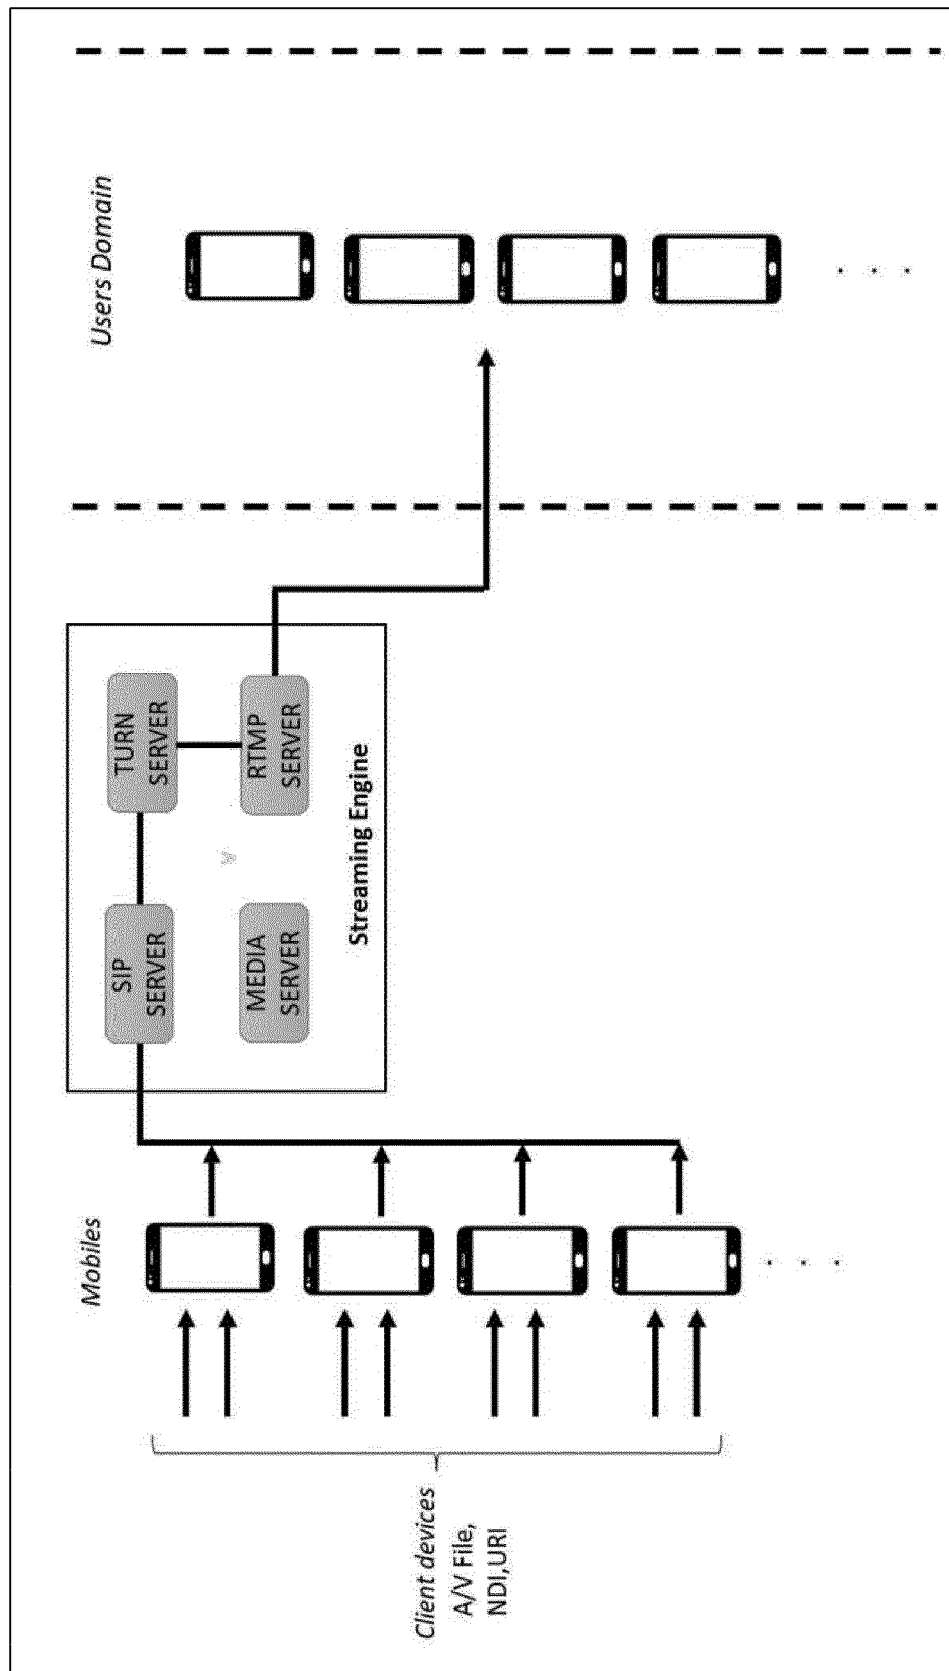 Client devices
A/V File,
NDI,URI
Mobiles
SIP
SERVER
TURN
SERVER
MEDIA
SERVER
RTMP
SERVER
Streaming Engine
Users Domain